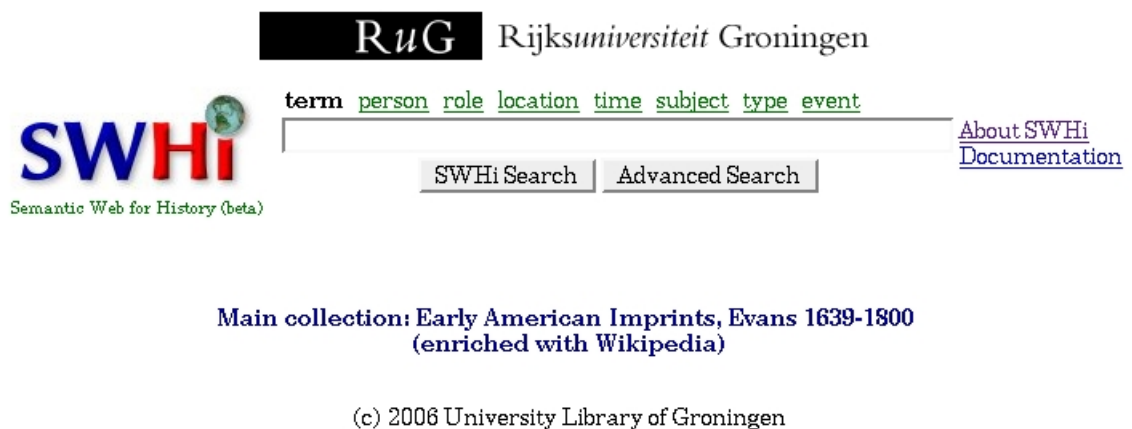 RuG Rijksuniversiteit Groningen
term person role location time subject type event
SWHi
About SWHi
Documentation
SWHi Search Advanced Search
Semantic Web for History (beta)
Main collection: Early American Imprints, Evans 1639-1800
(enriched with Wikipedia)
(c) 2006 University Library of Groningen